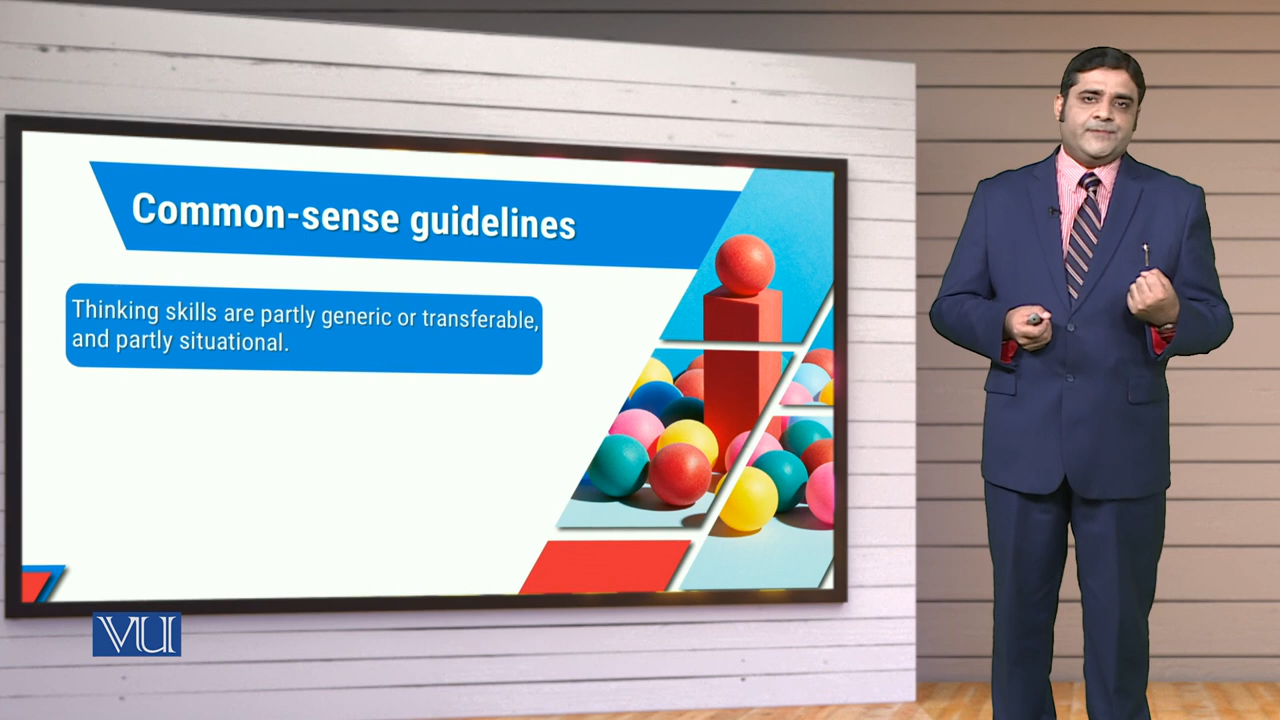 Common-sense guidelines
Thinking skills are partly generic or transferable,
and partly situational.
VU